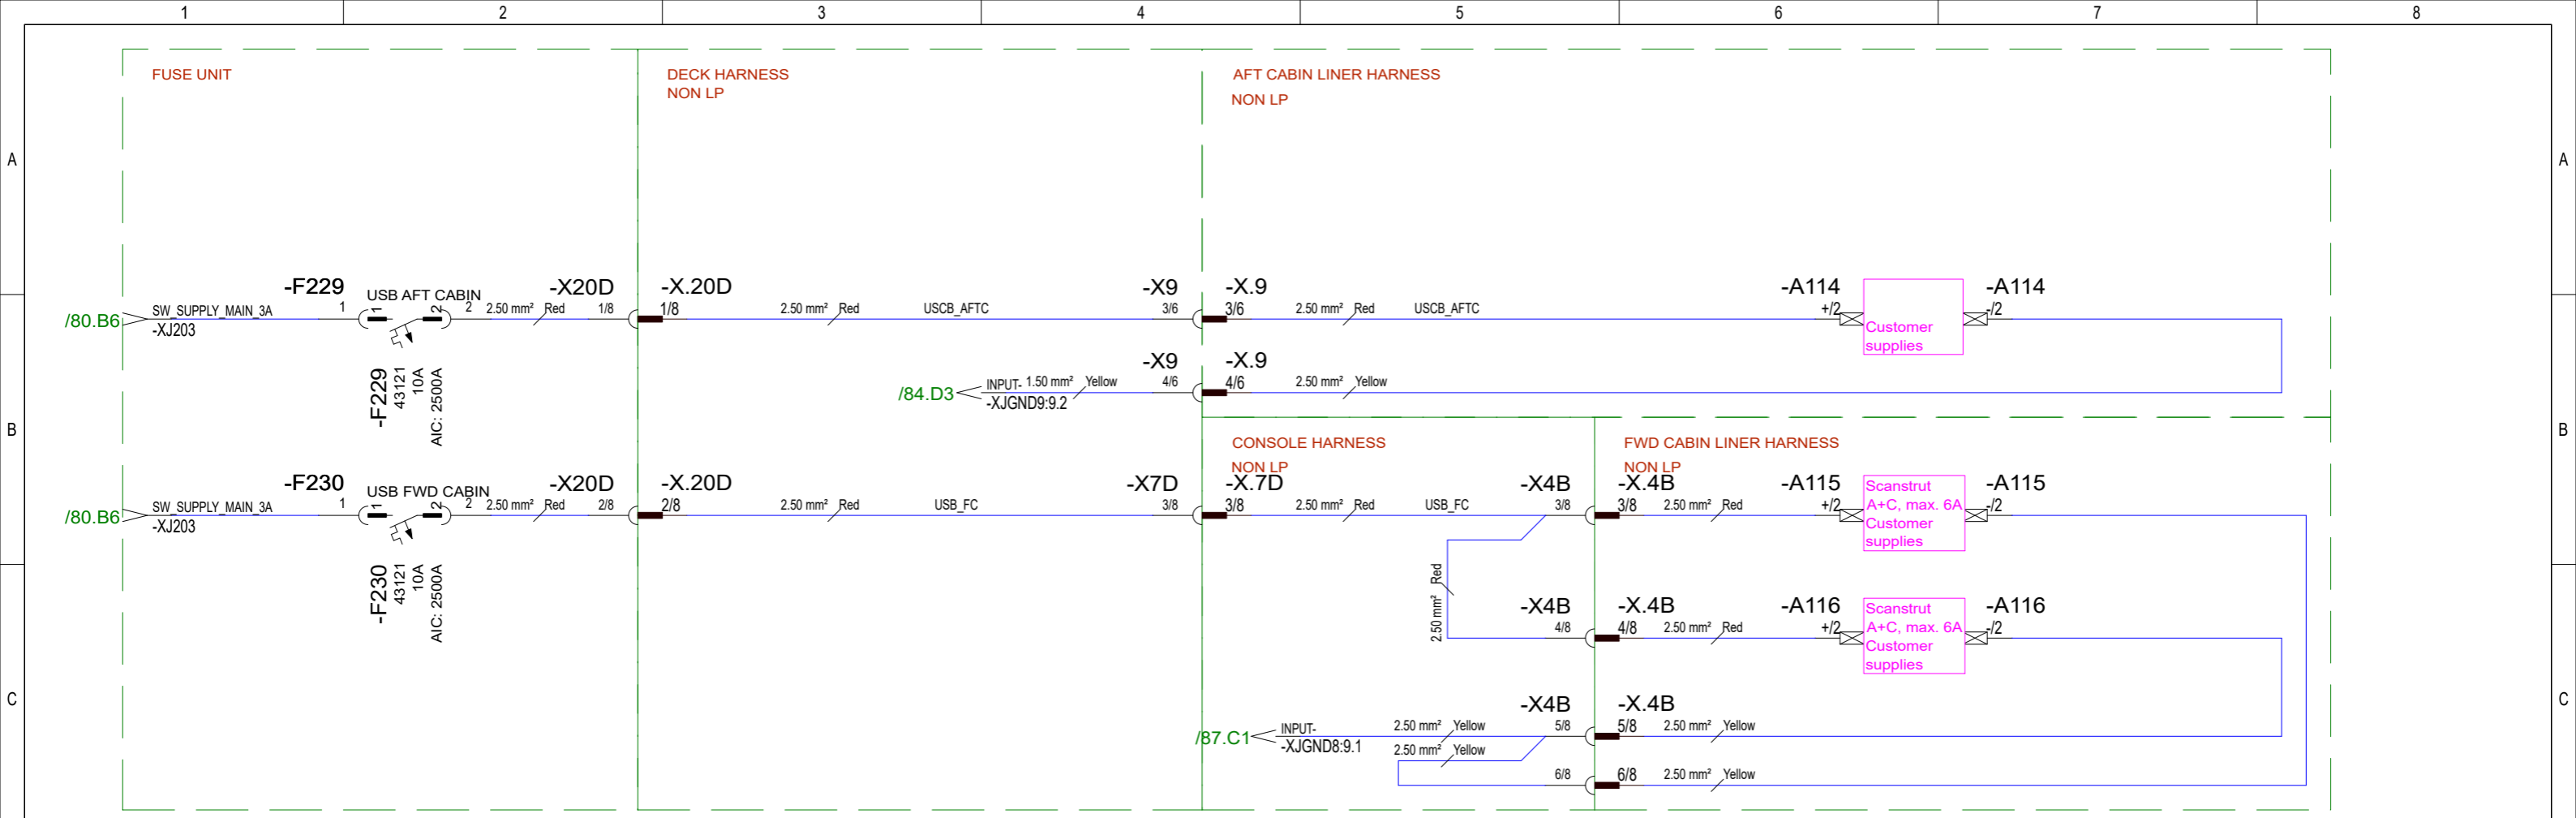 1 2 3 4 5 6 7 8
FUSE UNIT
DECK HARNESS
NON LP
AFT CABIN LINER HARNESS
NON LP
A A
-F229 USB AFT CABIN -X20D -X.20D -X9 -X.9 -A114 -A114
/80.B6 SW_SUPPLY_MAIN_3A 1 1 2 2 2.50 mm² Red 1/8 1/8 2.50 mm² Red USCB_AFTC 3/6 3/6 2.50 mm² Red USCB_AFTC +/2 -/2
-XJ203
Customer
supplies
-X9 -X.9
/84.D3 INPUT- 1.50 mm² Yellow 4/6 4/6 2.50 mm² Yellow
-XJGND9:9.2
-F229
43121
10A
AIC: 2500A
B B
CONSOLE HARNESS
NON LP
FWD CABIN LINER HARNESS
NON LP
-F230 USB FWD CABIN -X20D -X.20D -X7D -X.7D -X4B -X.4B -A115 -A115
/80.B6 SW_SUPPLY_MAIN_3A 1 1 2 2 2.50 mm² Red 2/8 2/8 2.50 mm² Red USB_FC 3/8 3/8 2.50 mm² Red USB_FC 3/8 3/8 2.50 mm² Red +/2 -/2
-XJ203
Scanstrut
A+C, max. 6A
Customer
supplies
-F230
43121
10A
AIC: 2500A
2.50 mm² Red
-X4B -X.4B -A116 -A116
4/8 4/8 2.50 mm² Red +/2 -/2
Scanstrut
A+C, max. 6A
Customer
supplies
C C
-X4B -X.4B
/87.C1 INPUT- 2.50 mm² Yellow 5/8 5/8 2.50 mm² Yellow
-XJGND8:9.1
2.50 mm² Yellow
6/8 6/8 2.50 mm² Yellow